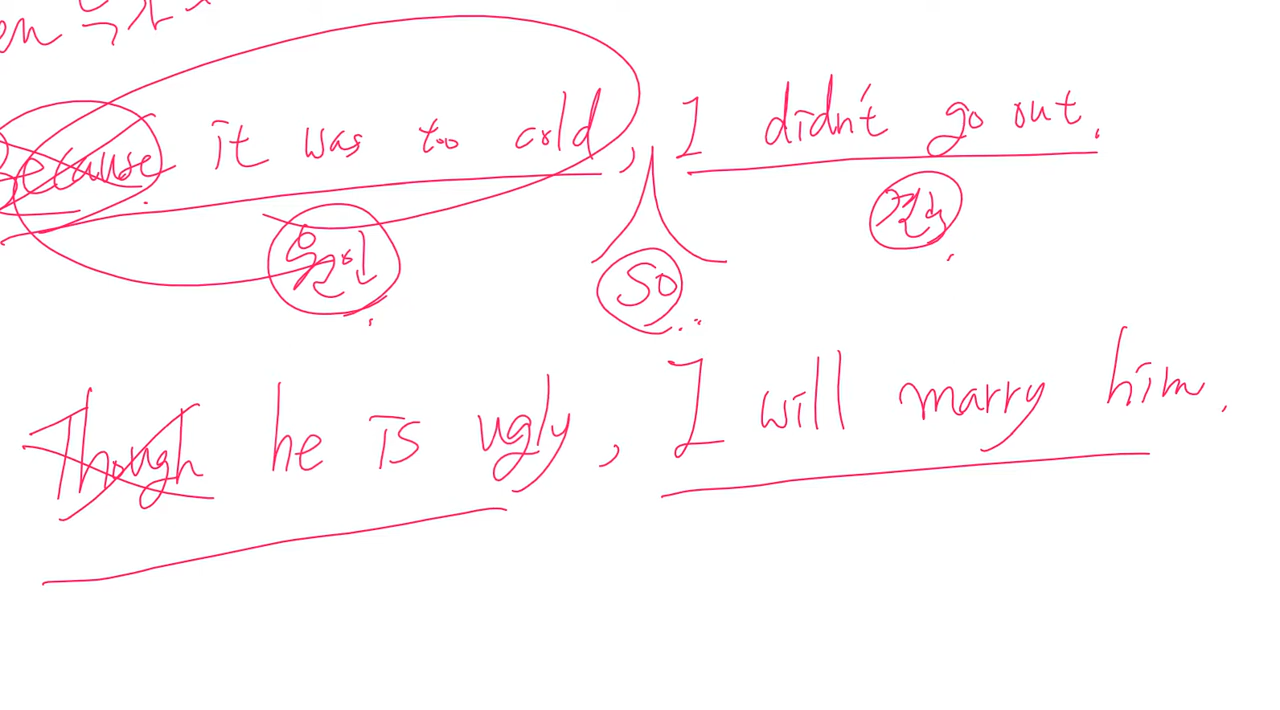 Because it was too cold, I didn't go out.
원인 결과
so
Though he is ugly, I will marry him.